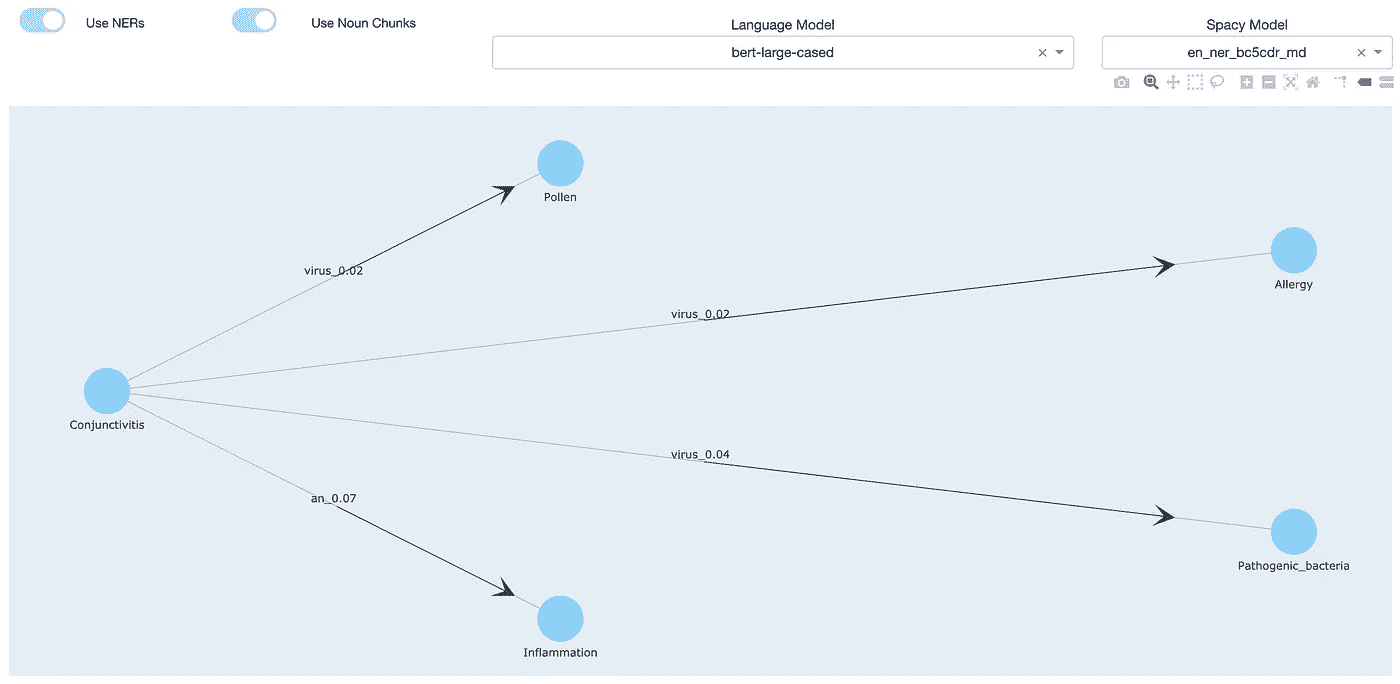 Use NERs
Use Noun Chunks
Language Model
Spacy Model
bert-large-cased
en_ner_bc5cdr_md
Pollen
virus_0.02
Allergy
virus_0.02
Conjunctivitis
virus_0.04
an_0.07
Pathogenic_bacteria
Inflammation